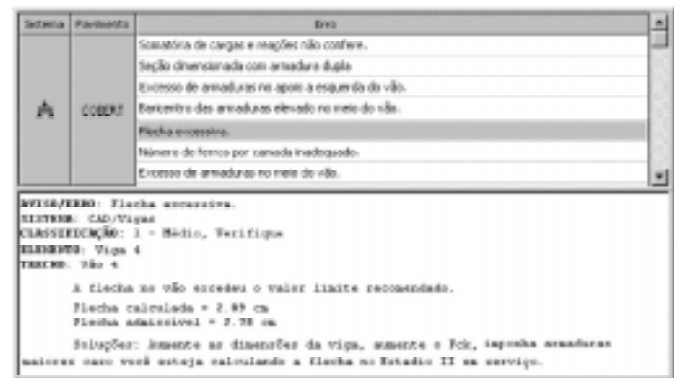 Sistema Pavimento Erro
Somatória de cargas e reações não confere.
Seção dimensionada com armadura dupla
Excesso de armaduras no apoio a esquerda do vão.
A COBERT Baricentro das armaduras elevado no meio do vão.
Flecha excessiva.
Número de ferros por camada inadequado.
Excesso de armaduras no meio do vão.
AVISO/ERRO: Flecha excessiva.
SISTEMA: CAD/Vigas
CLASSIFICAÇÃO: 1 - Médio, Verifique
ELEMENTO: Viga 4
TRECHO: Vão 4
A flecha no vão excedeu o valor limite recomendado.
Flecha calculada = 2.89 cm
Flecha admissível = 2.78 cm
Soluções: Aumente as dimensões da viga, aumente o Fck, imponha armaduras
maiores caso você esteja calculando a flecha no Estadio II em serviço.